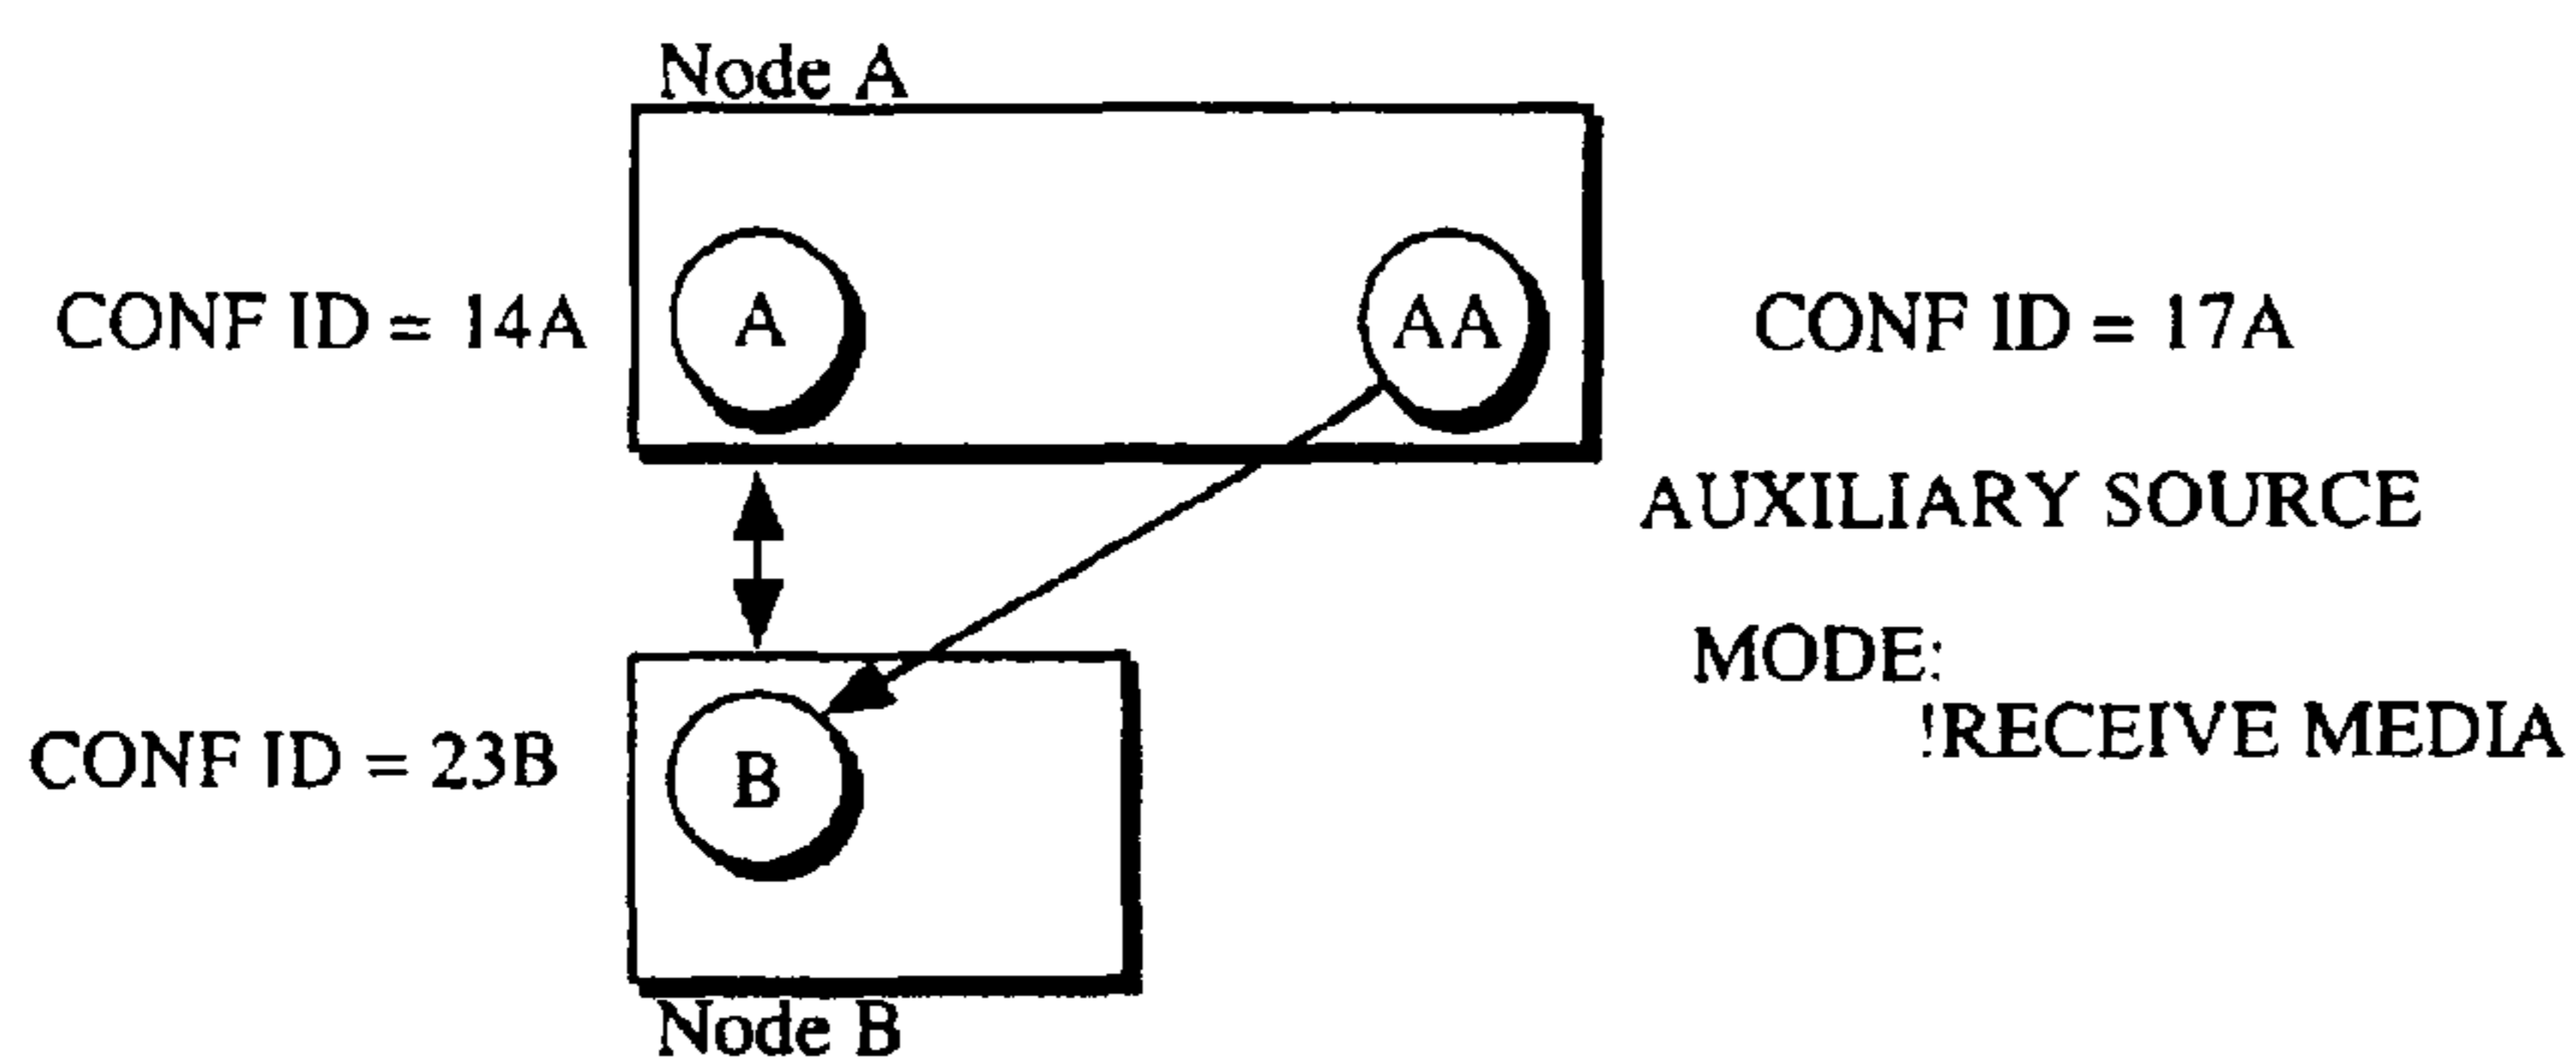 Node A
CONF ID = 14A
A
AA
CONF ID = 17A
AUXILIARY SOURCE
MODE:
!RECEIVE MEDIA
CONF ID = 23B
B
Node B